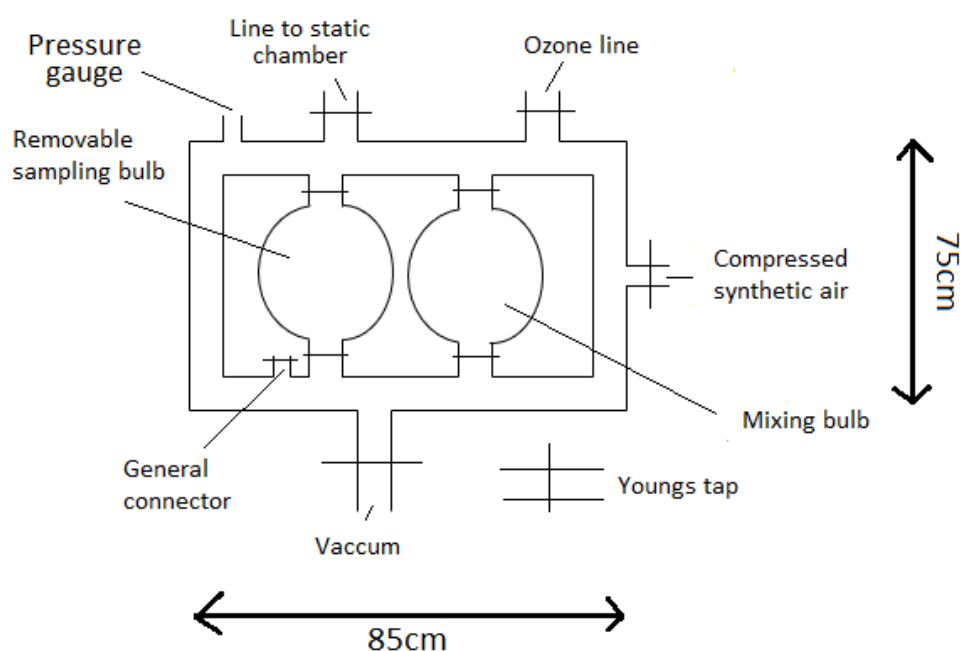 Line to static
chamber
Ozone line
Pressure
gauge
Removable
sampling bulb
Compressed
synthetic air
75cm
Mixing bulb
General
connector
Youngs tap
Vaccum
85cm